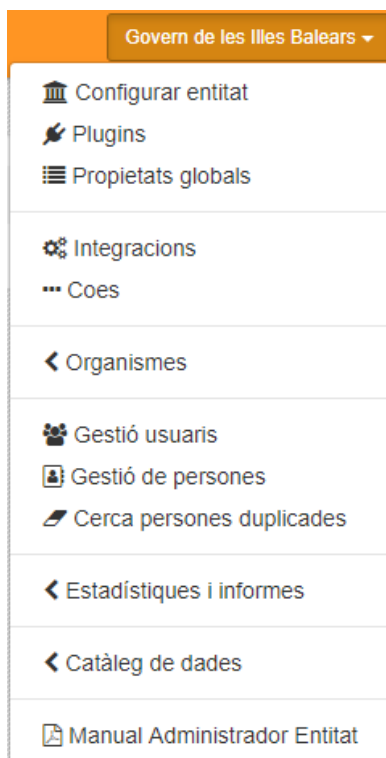 Govern de les Illes Balears
Configurar entitat
Plugins
Propietats globals
Integracions
Coes
Organismes
Gestió usuaris
Gestió de persones
Cerca persones duplicades
Estadístiques i informes
Catàleg de dades
Manual Administrador Entitat